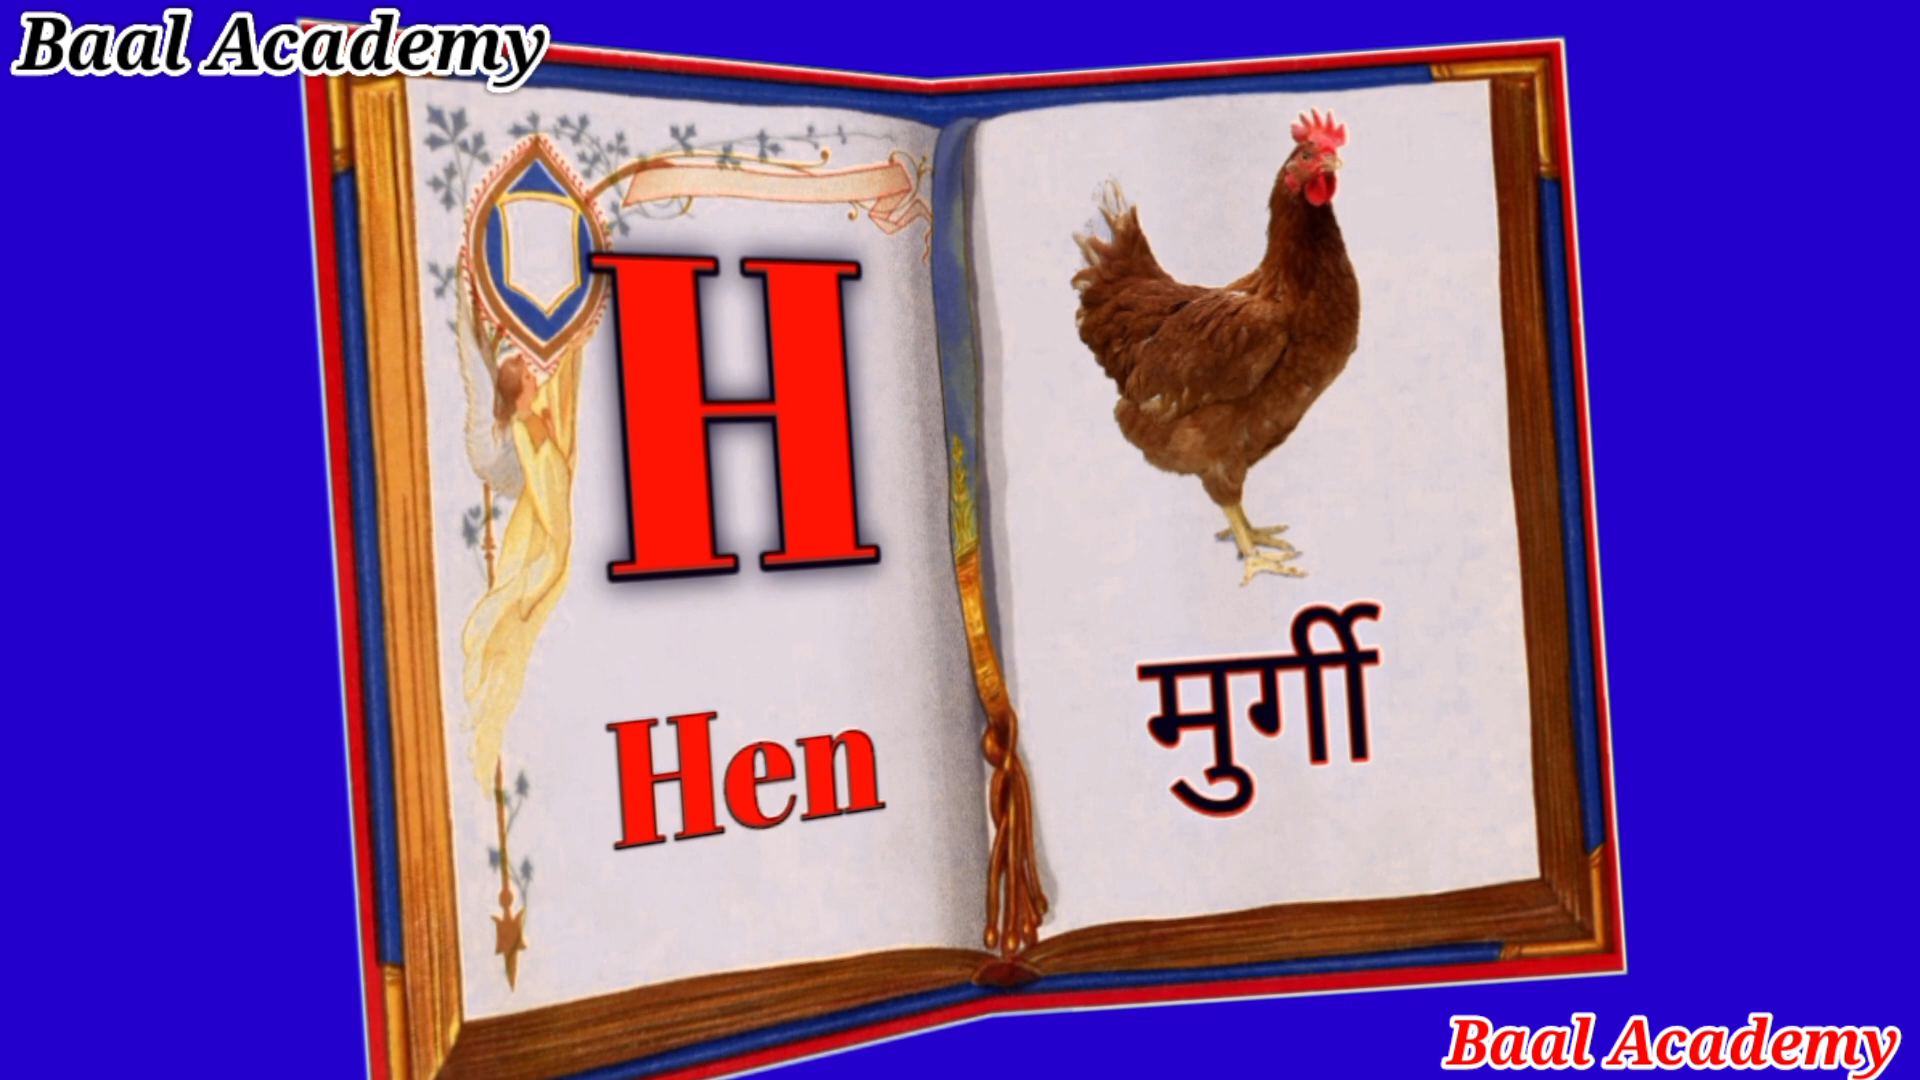 Baal Academy
H
Hen
मुर्गी
Baal Academy